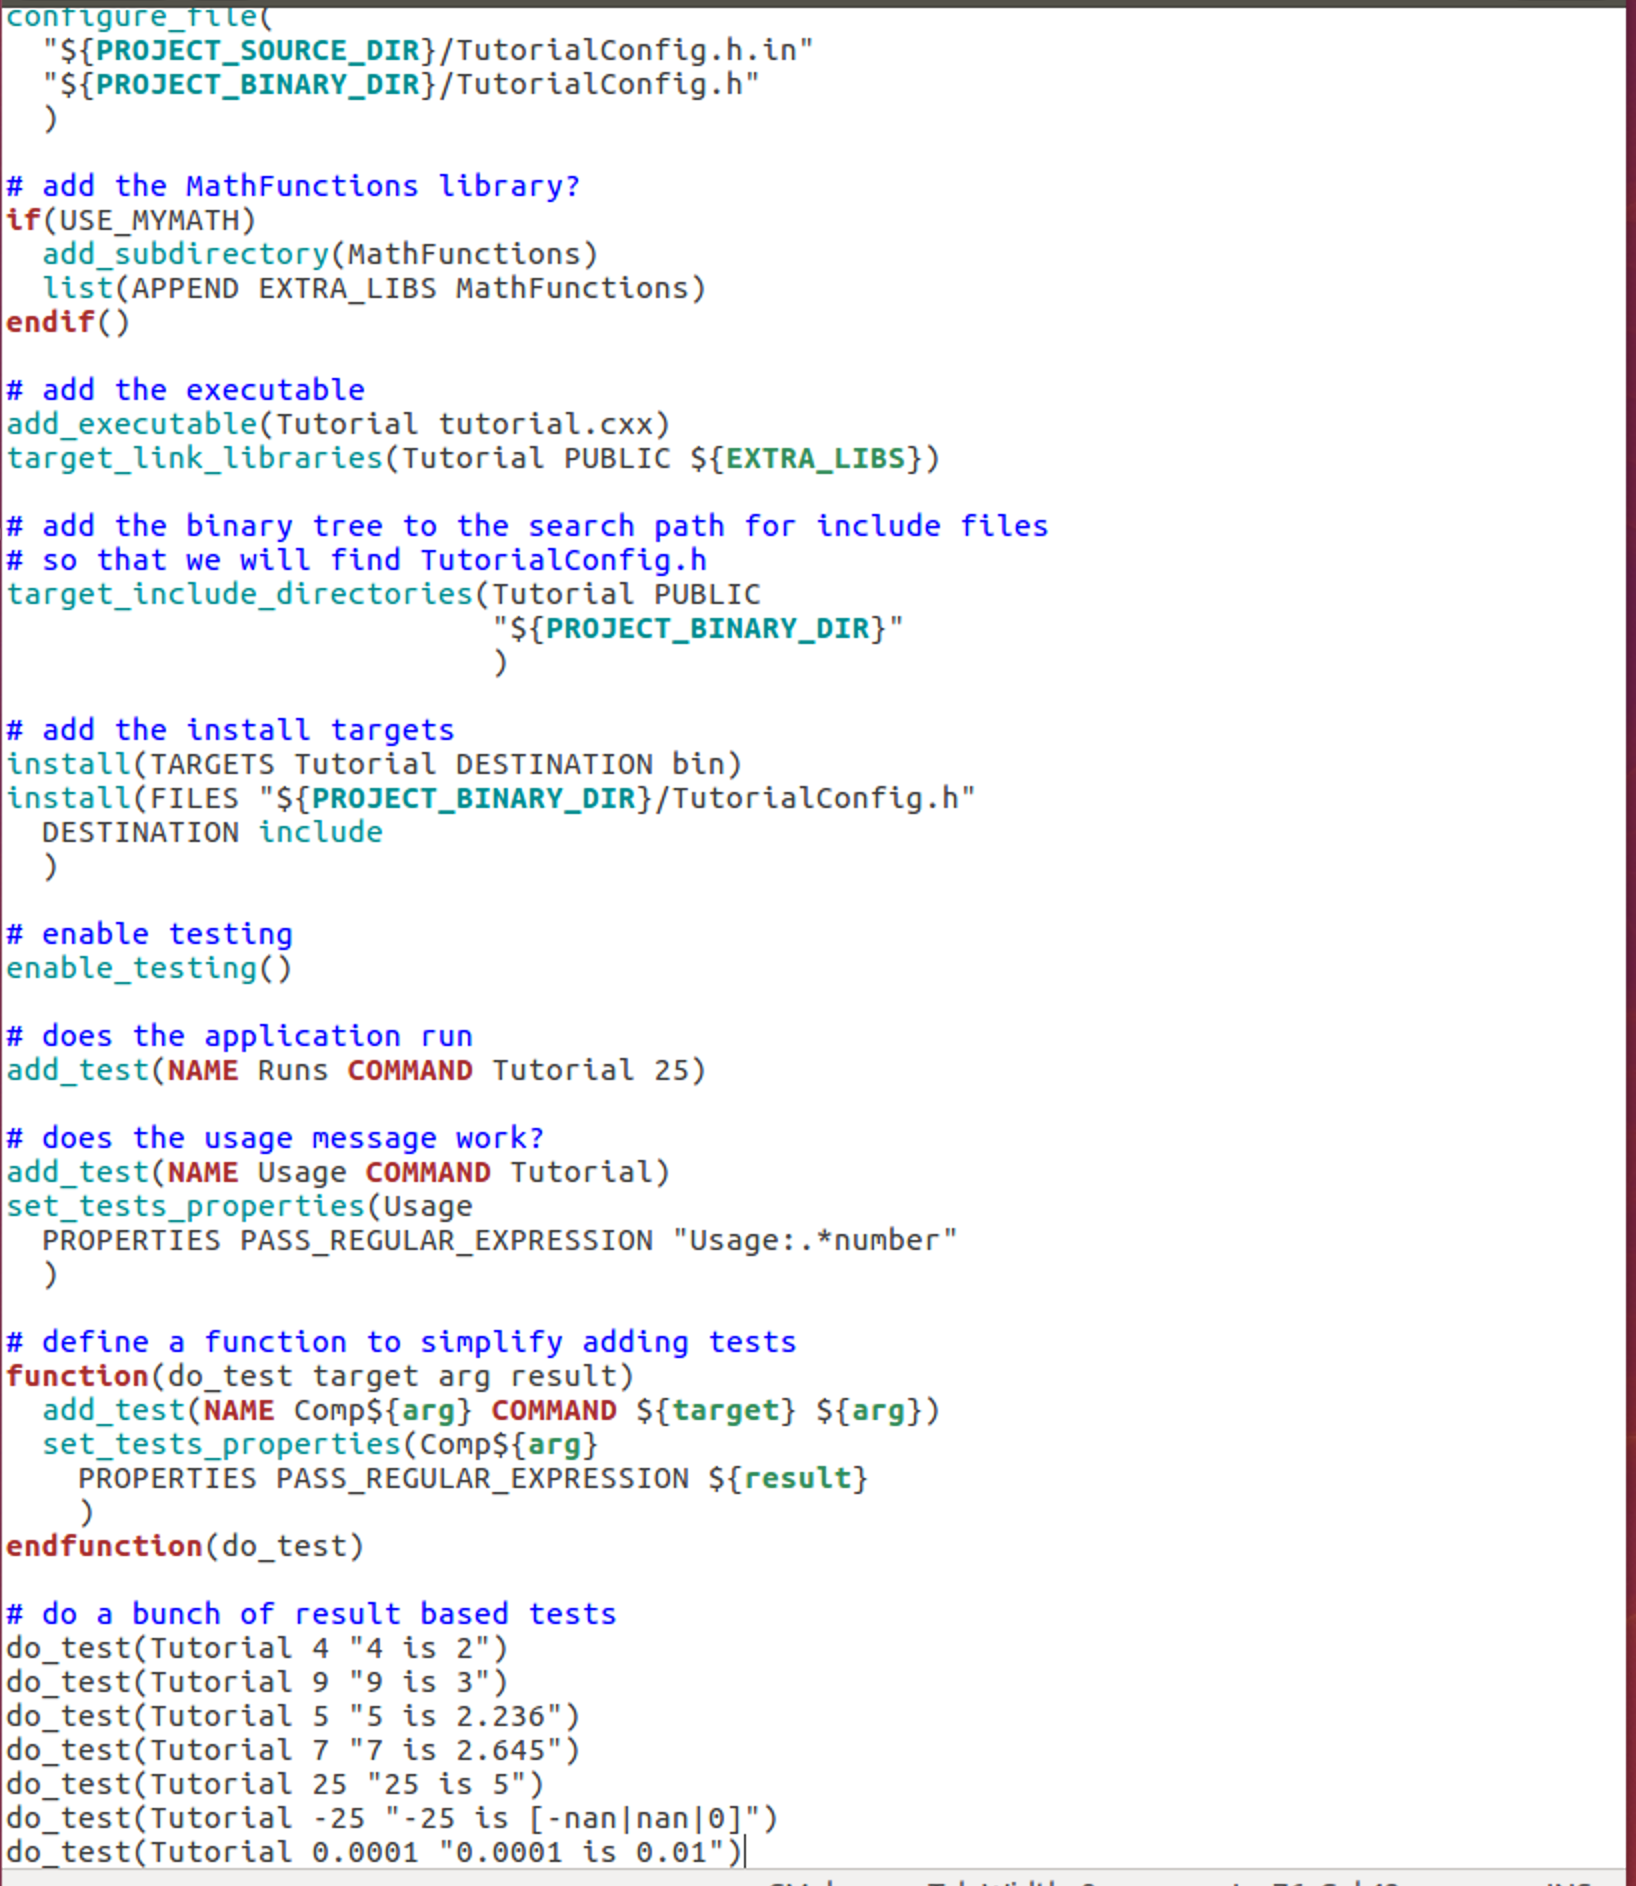 configure_file(
  "${PROJECT_SOURCE_DIR}/TutorialConfig.h.in"
  "${PROJECT_BINARY_DIR}/TutorialConfig.h"
  )

# add the MathFunctions library?
if(USE_MYMATH)
  add_subdirectory(MathFunctions)
  list(APPEND EXTRA_LIBS MathFunctions)
endif()

# add the executable
add_executable(Tutorial tutorial.cxx)
target_link_libraries(Tutorial PUBLIC ${EXTRA_LIBS})

# add the binary tree to the search path for include files
# so that we will find TutorialConfig.h
target_include_directories(Tutorial PUBLIC
                           "${PROJECT_BINARY_DIR}"
                           )

# add the install targets
install(TARGETS Tutorial DESTINATION bin)
install(FILES "${PROJECT_BINARY_DIR}/TutorialConfig.h"
  DESTINATION include
  )

# enable testing
enable_testing()

# does the application run
add_test(NAME Runs COMMAND Tutorial 25)

# does the usage message work?
add_test(NAME Usage COMMAND Tutorial)
set_tests_properties(Usage
  PROPERTIES PASS_REGULAR_EXPRESSION "Usage:.*number"
  )

# define a function to simplify adding tests
function(do_test target arg result)
  add_test(NAME Comp${arg} COMMAND ${target} ${arg})
  set_tests_properties(Comp${arg}
    PROPERTIES PASS_REGULAR_EXPRESSION ${result}
    )
endfunction(do_test)

# do a bunch of result based tests
do_test(Tutorial 4 "4 is 2")
do_test(Tutorial 9 "9 is 3")
do_test(Tutorial 5 "5 is 2.236")
do_test(Tutorial 7 "7 is 2.645")
do_test(Tutorial 25 "25 is 5")
do_test(Tutorial -25 "-25 is [-nan|nan|0]")
do_test(Tutorial 0.0001 "0.0001 is 0.01")